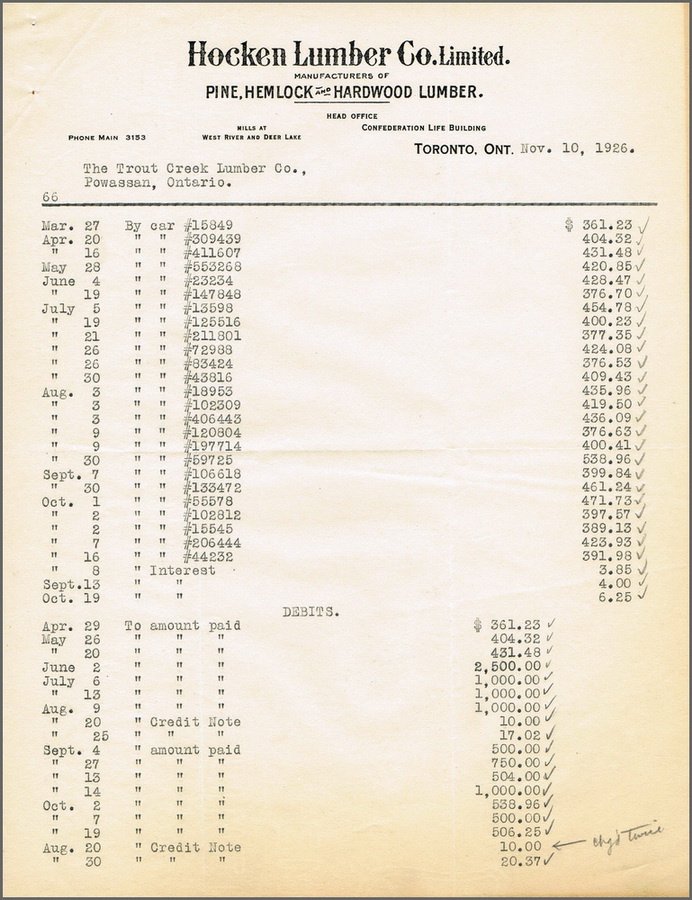 Hocken Lumber Co. Limited.
MANUFACTURERS OF
PINE, HEMLOCK AND HARDWOOD LUMBER.
HEAD OFFICE
MILLS AT CONFEDERATION LIFE BUILDING
PHONE MAIN 3153 WEST RIVER AND DEER LAKE
TORONTO, ONT. Nov. 10, 1926.
The Trout Creek Lumber Co.,
Powassan, Ontario.
66
Mar. 27 By car #15849 $ 361.23 ✓
Apr. 20 " " #309439 404.32 ✓
" 16 " " #411607 431.48 ✓
May 28 " " #553268 420.85 ✓
June 4 " " #23234 428.47 ✓
" 19 " " #147848 376.70 ✓
July 5 " " #13598 454.78 ✓
" 19 " " #125516 400.23 ✓
" 21 " " #211801 377.35 ✓
" 26 " " #72988 424.08 ✓
" 26 " " #83424 376.53 ✓
" 30 " " #43816 409.43 ✓
Aug. 3 " " #18953 435.96 ✓
" 3 " " #102309 419.50 ✓
" 3 " " #406443 436.09 ✓
" 9 " " #120804 376.63 ✓
" 9 " " #197714 400.41 ✓
" 30 " " #59725 538.96 ✓
Sept. 7 " " #106618 399.84 ✓
" 30 " " #133472 461.24 ✓
Oct. 1 " " #55578 471.73 ✓
" 2 " " #102812 397.57 ✓
" 2 " " #15545 389.13 ✓
" 7 " " #206444 423.93 ✓
" 16 " " #44232 391.98 ✓
" 8 " Interest 3.85 ✓
Sept.13 " " 4.00 ✓
Oct. 19 " " 6.25 ✓
DEBITS.
Apr. 29 To amount paid $ 361.23 ✓
May 26 " " " 404.32 ✓
" 20 " " " 431.48 ✓
June 2 " " " 2,500.00 ✓
July 6 " " " 1,000.00 ✓
" 13 " " " 1,000.00 ✓
Aug. 9 " " " 1,000.00 ✓
" 20 " Credit Note 10.00 ✓
" 25 " " " 17.02 ✓
Sept. 4 " amount paid 500.00 ✓
" 27 " " " 750.00 ✓
" 13 " " " 504.00 ✓
" 14 " " " 1,000.00 ✓
Oct. 2 " " " 538.96 ✓
" 7 " " " 500.00 ✓
" 19 " " " 506.25 ✓
Aug. 20 " Credit Note 10.00 ← chgd twice
" 30 " " " 20.37 ✓